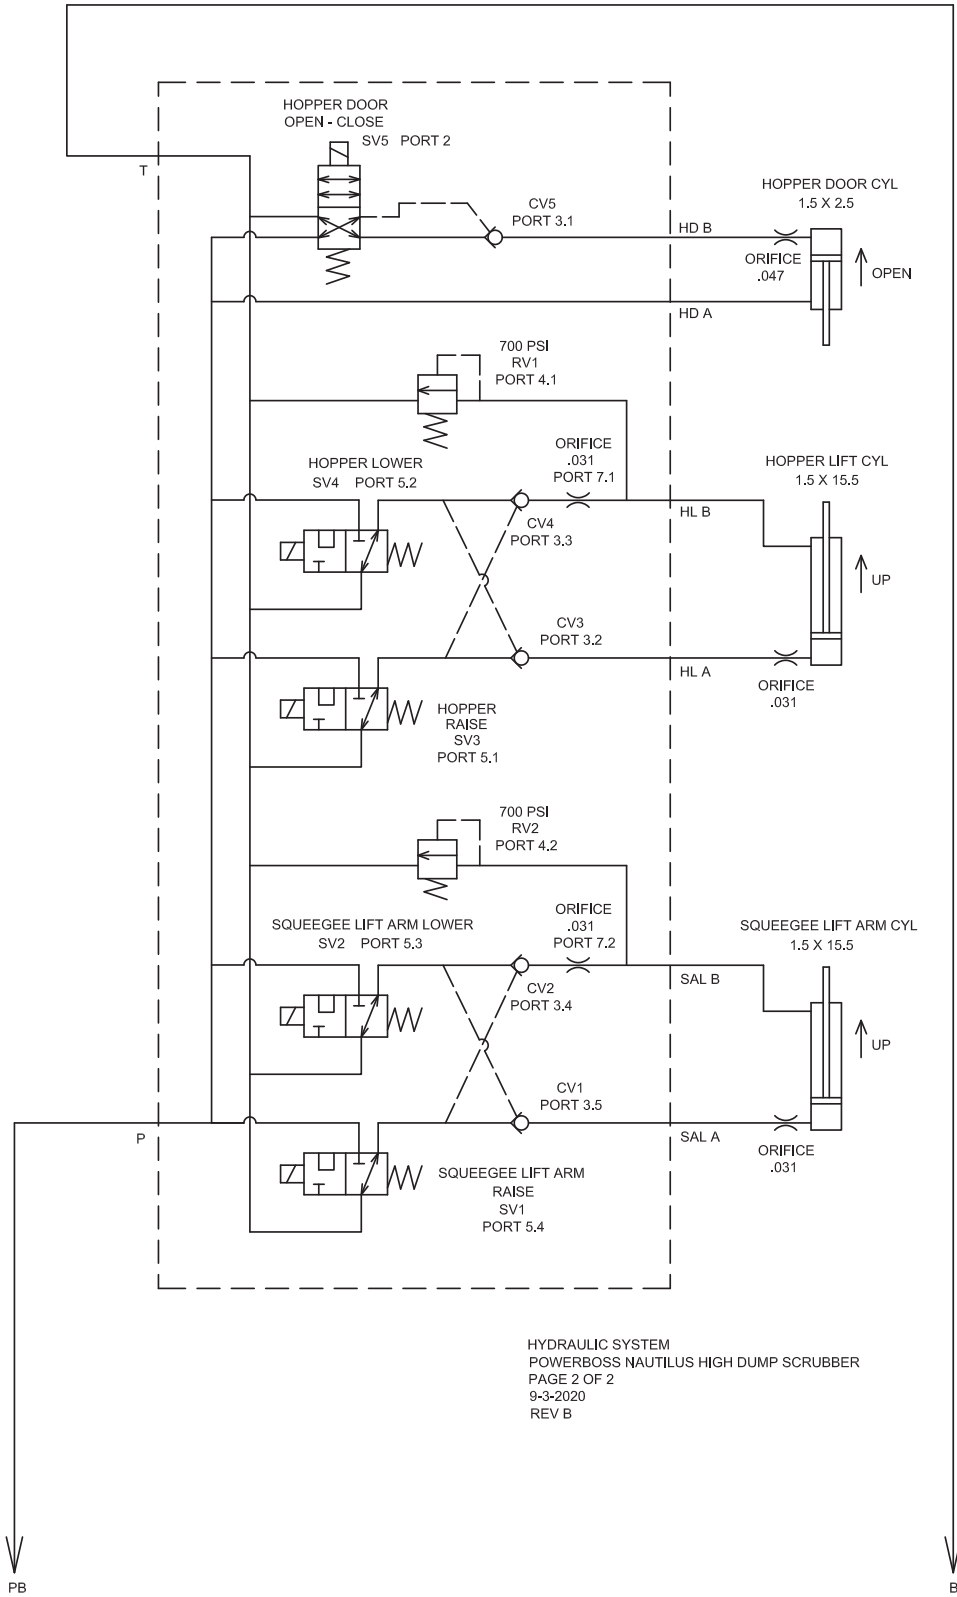 HOPPER DOOR
OPEN - CLOSE
SV5 PORT 2
T
CV5
PORT 3.1
HOPPER DOOR CYL
1.5 X 2.5
HD B
ORIFICE
.047
OPEN
HD A
700 PSI
RV1
PORT 4.1
HOPPER LOWER
SV4 PORT 5.2
ORIFICE
.031
PORT 7.1
HOPPER LIFT CYL
1.5 X 15.5
HL B
CV4
PORT 3.3
UP
CV3
PORT 3.2
HL A
ORIFICE
.031
HOPPER
RAISE
SV3
PORT 5.1
700 PSI
RV2
PORT 4.2
SQUEEGEE LIFT ARM LOWER
SV2 PORT 5.3
ORIFICE
.031
PORT 7.2
SQUEEGEE LIFT ARM CYL
1.5 X 15.5
SAL B
CV2
PORT 3.4
UP
CV1
PORT 3.5
P
SAL A
ORIFICE
.031
SQUEEGEE LIFT ARM
RAISE
SV1
PORT 5.4
HYDRAULIC SYSTEM
POWERBOSS NAUTILUS HIGH DUMP SCRUBBER
PAGE 2 OF 2
9-3-2020
REV B
PB
B